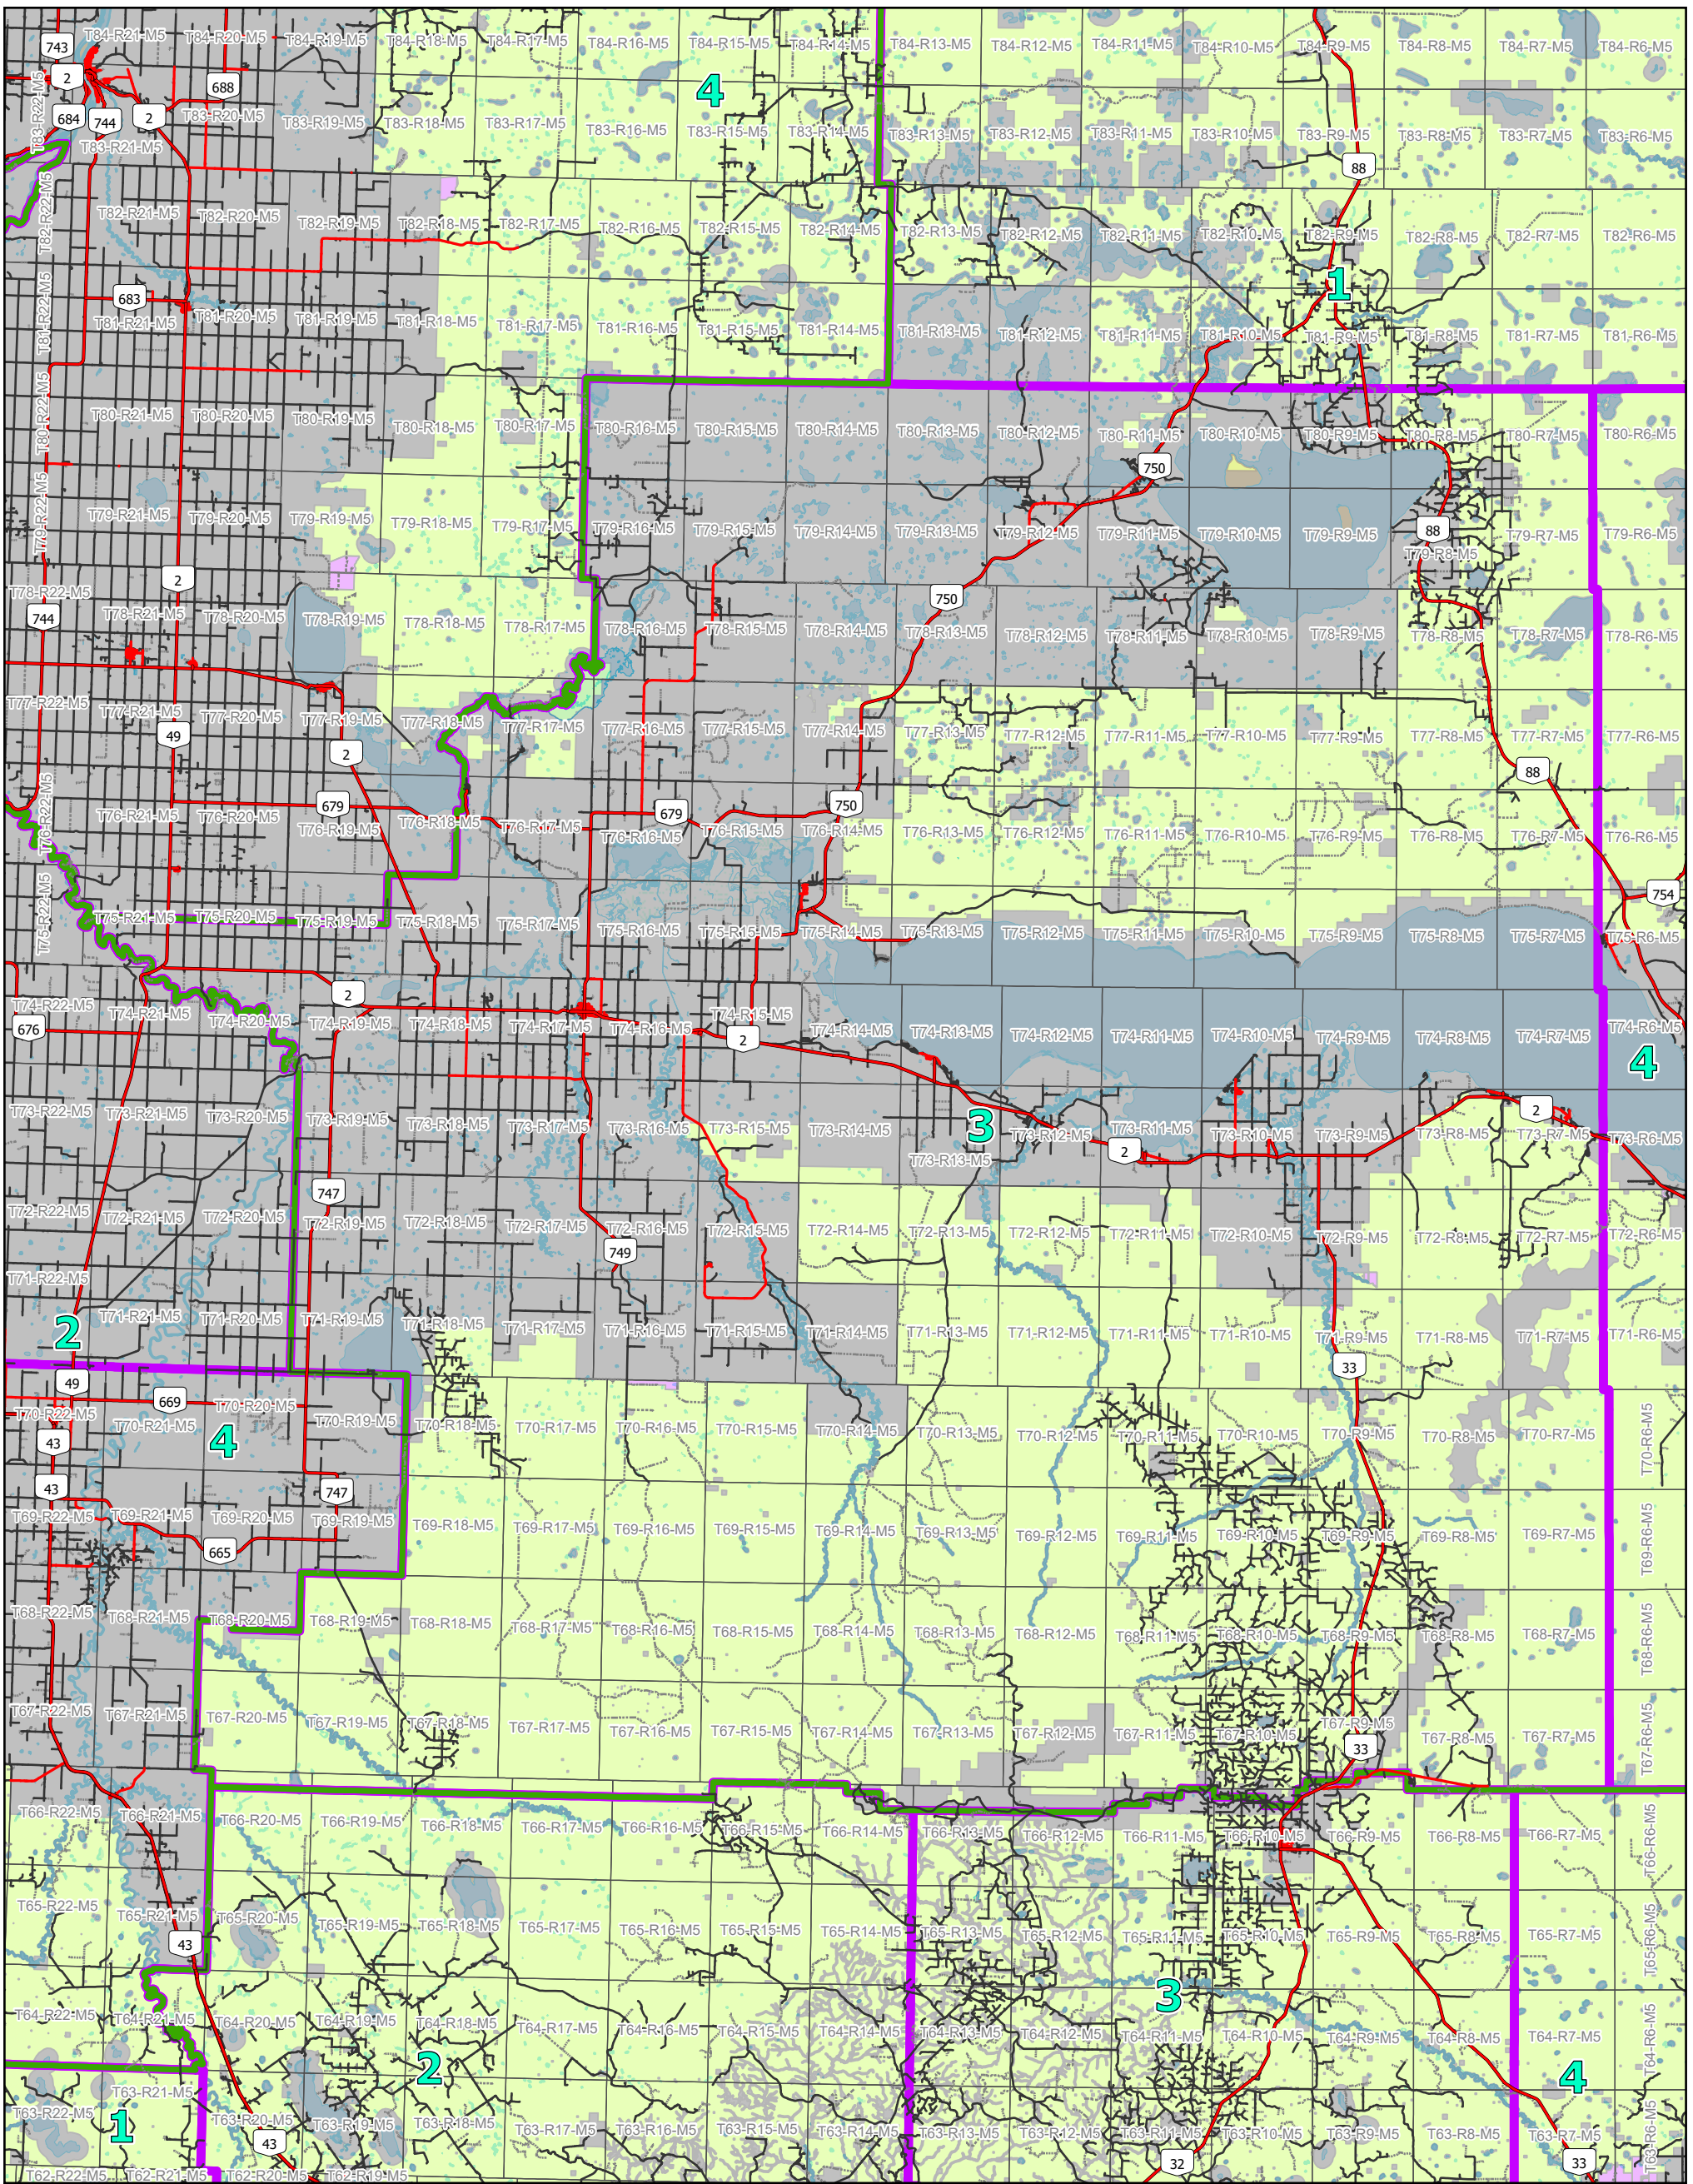 T84-R21-M5 T84-R20-M5 T84-R19-M5 T84-R18-M5 T84-R17-M5 T84-R16-M5 T84-R15-M5 T84-R14-M5 T84-R13-M5 T84-R12-M5 T84-R11-M5 T84-R10-M5 T84-R9-M5 T84-R8-M5 T84-R7-M5 T84-R6-M5
743
2 688 4
684 744 2
T83-R22-M5 T83-R21-M5 T83-R20-M5 T83-R19-M5 T83-R18-M5 T83-R17-M5 T83-R16-M5 T83-R15-M5 T83-R14-M5 T83-R13-M5 T83-R12-M5 T83-R11-M5 T83-R10-M5 T83-R9-M5 T83-R8-M5 T83-R7-M5 T83-R6-M5
88
T82-R22-M5 T82-R21-M5 T82-R20-M5 T82-R19-M5 T82-R18-M5 T82-R17-M5 T82-R16-M5 T82-R15-M5 T82-R14-M5 T82-R13-M5 T82-R12-M5 T82-R11-M5 T82-R10-M5 T82-R9-M5 T82-R8-M5 T82-R7-M5 T82-R6-M5
683 1
T81-R22-M5 T81-R21-M5 T81-R20-M5 T81-R19-M5 T81-R18-M5 T81-R17-M5 T81-R16-M5 T81-R15-M5 T81-R14-M5 T81-R13-M5 T81-R12-M5 T81-R11-M5 T81-R10-M5 T81-R9-M5 T81-R8-M5 T81-R7-M5 T81-R6-M5
T80-R22-M5 T80-R21-M5 T80-R20-M5 T80-R19-M5 T80-R18-M5 T80-R17-M5 T80-R16-M5 T80-R15-M5 T80-R14-M5 T80-R13-M5 T80-R12-M5 T80-R11-M5 T80-R10-M5 T80-R9-M5 T80-R8-M5 T80-R7-M5 T80-R6-M5
750
T79-R22-M5 T79-R21-M5 T79-R20-M5 T79-R19-M5 T79-R18-M5 T79-R17-M5 T79-R16-M5 T79-R15-M5 T79-R14-M5 T79-R13-M5 T79-R12-M5 T79-R11-M5 T79-R10-M5 T79-R9-M5 T79-R8-M5 T79-R7-M5 T79-R6-M5
88
2 750
744
T78-R22-M5 T78-R21-M5 T78-R20-M5 T78-R19-M5 T78-R18-M5 T78-R17-M5 T78-R16-M5 T78-R15-M5 T78-R14-M5 T78-R13-M5 T78-R12-M5 T78-R11-M5 T78-R10-M5 T78-R9-M5 T78-R8-M5 T78-R7-M5 T78-R6-M5
T77-R22-M5 T77-R21-M5 T77-R20-M5 T77-R19-M5 T77-R18-M5 T77-R17-M5 T77-R16-M5 T77-R15-M5 T77-R14-M5 T77-R13-M5 T77-R12-M5 T77-R11-M5 T77-R10-M5 T77-R9-M5 T77-R8-M5 T77-R7-M5 T77-R6-M5
49 2 88
679 679 750
T76-R22-M5 T76-R21-M5 T76-R20-M5 T76-R19-M5 T76-R18-M5 T76-R17-M5 T76-R16-M5 T76-R15-M5 T76-R14-M5 T76-R13-M5 T76-R12-M5 T76-R11-M5 T76-R10-M5 T76-R9-M5 T76-R8-M5 T76-R7-M5 T76-R6-M5
754
T75-R22-M5 T75-R21-M5 T75-R20-M5 T75-R19-M5 T75-R18-M5 T75-R17-M5 T75-R16-M5 T75-R15-M5 T75-R14-M5 T75-R13-M5 T75-R12-M5 T75-R11-M5 T75-R10-M5 T75-R9-M5 T75-R8-M5 T75-R7-M5 T75-R6-M5
2
T74-R22-M5 T74-R21-M5 T74-R20-M5 T74-R19-M5 T74-R18-M5 T74-R17-M5 T74-R16-M5 T74-R15-M5 T74-R14-M5 T74-R13-M5 T74-R12-M5 T74-R11-M5 T74-R10-M5 T74-R9-M5 T74-R8-M5 T74-R7-M5 T74-R6-M5
676 2 4
T73-R22-M5 T73-R21-M5 T73-R20-M5 T73-R19-M5 T73-R18-M5 T73-R17-M5 T73-R16-M5 T73-R15-M5 T73-R14-M5 T73-R13-M5 T73-R12-M5 T73-R11-M5 T73-R10-M5 T73-R9-M5 T73-R8-M5 T73-R7-M5 T73-R6-M5
3 2 2
747
T72-R22-M5 T72-R21-M5 T72-R20-M5 T72-R19-M5 T72-R18-M5 T72-R17-M5 T72-R16-M5 T72-R15-M5 T72-R14-M5 T72-R13-M5 T72-R12-M5 T72-R11-M5 T72-R10-M5 T72-R9-M5 T72-R8-M5 T72-R7-M5 T72-R6-M5
749
T71-R22-M5 T71-R21-M5 T71-R20-M5 T71-R19-M5 T71-R18-M5 T71-R17-M5 T71-R16-M5 T71-R15-M5 T71-R14-M5 T71-R13-M5 T71-R12-M5 T71-R11-M5 T71-R10-M5 T71-R9-M5 T71-R8-M5 T71-R7-M5 T71-R6-M5
2 33
49 669
T70-R22-M5 T70-R21-M5 T70-R20-M5 T70-R19-M5 T70-R18-M5 T70-R17-M5 T70-R16-M5 T70-R15-M5 T70-R14-M5 T70-R13-M5 T70-R12-M5 T70-R11-M5 T70-R10-M5 T70-R9-M5 T70-R8-M5 T70-R7-M5 T70-R6-M5
43 4
43 747
T69-R22-M5 T69-R21-M5 T69-R20-M5 T69-R19-M5 T69-R18-M5 T69-R17-M5 T69-R16-M5 T69-R15-M5 T69-R14-M5 T69-R13-M5 T69-R12-M5 T69-R11-M5 T69-R10-M5 T69-R9-M5 T69-R8-M5 T69-R7-M5 T69-R6-M5
665
T68-R22-M5 T68-R21-M5 T68-R20-M5 T68-R19-M5 T68-R18-M5 T68-R17-M5 T68-R16-M5 T68-R15-M5 T68-R14-M5 T68-R13-M5 T68-R12-M5 T68-R11-M5 T68-R10-M5 T68-R9-M5 T68-R8-M5 T68-R7-M5 T68-R6-M5
T67-R22-M5 T67-R21-M5 T67-R20-M5 T67-R19-M5 T67-R18-M5 T67-R17-M5 T67-R16-M5 T67-R15-M5 T67-R14-M5 T67-R13-M5 T67-R12-M5 T67-R11-M5 T67-R10-M5 T67-R9-M5 T67-R8-M5 T67-R7-M5 T67-R6-M5
33
T66-R22-M5 T66-R21-M5 T66-R20-M5 T66-R19-M5 T66-R18-M5 T66-R17-M5 T66-R16-M5 T66-R15-M5 T66-R14-M5 T66-R13-M5 T66-R12-M5 T66-R11-M5 T66-R10-M5 T66-R9-M5 T66-R8-M5 T66-R7-M5 T66-R6-M5
T65-R22-M5 T65-R21-M5 T65-R20-M5 T65-R19-M5 T65-R18-M5 T65-R17-M5 T65-R16-M5 T65-R15-M5 T65-R14-M5 T65-R13-M5 T65-R12-M5 T65-R11-M5 T65-R10-M5 T65-R9-M5 T65-R8-M5 T65-R7-M5 T65-R6-M5
43
3
T64-R22-M5 T64-R21-M5 T64-R20-M5 T64-R19-M5 T64-R18-M5 T64-R17-M5 T64-R16-M5 T64-R15-M5 T64-R14-M5 T64-R13-M5 T64-R12-M5 T64-R11-M5 T64-R10-M5 T64-R9-M5 T64-R8-M5 T64-R7-M5 T64-R6-M5
2 4
T63-R22-M5 T63-R21-M5 T63-R20-M5 T63-R19-M5 T63-R18-M5 T63-R17-M5 T63-R16-M5 T63-R15-M5 T63-R14-M5 T63-R13-M5 T63-R12-M5 T63-R11-M5 T63-R10-M5 T63-R9-M5 T63-R8-M5 T63-R7-M5 T63-R6-M5
1 43 32 33
T62-R22-M5 T62-R21-M5 T62-R20-M5 T62-R19-M5